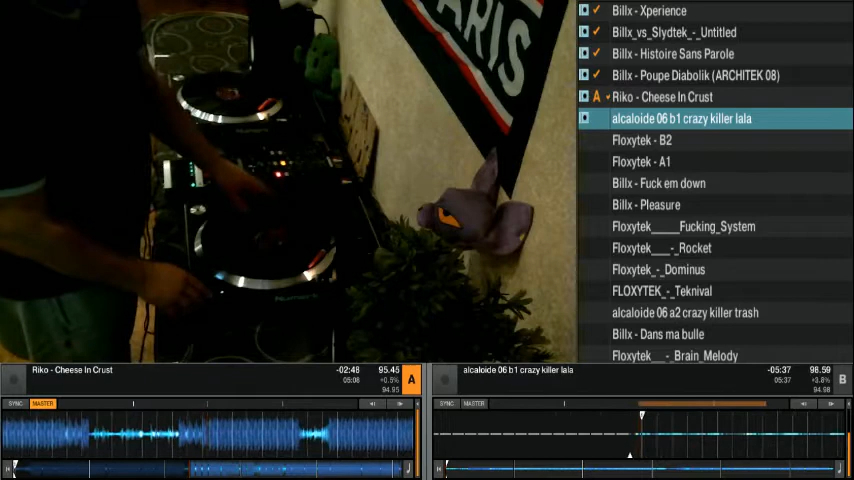 PARIS
Billx - Xperience
Billx_vs_Slydtek_-_Untitled
Billx - Histoire Sans Parole
Billx - Poupe Diabolik (ARCHITEK 08)
A Riko - Cheese In Crust
alcaloide 06 b1 crazy killer lala
Floxytek - B2
Floxytek - A1
Billx - Fuck em down
Billx - Pleasure
Floxytek_____Fucking_System
Floxytek___-_Rocket
Floxytek_-_Dominus
FLOXYTEK_-_Teknival
alcaloide 06 a2 crazy killer trash
Billx - Dans ma bulle
Floxytek__-_Brain_Melody
Riko - Cheese In Crust
-02:48 95.45
05:08 +0.5%
94.95
A
SYNC MASTER
alcaloide 06 b1 crazy killer lala
-05:37 98.59
05:37 +3.8%
94.98
B
SYNC MASTER